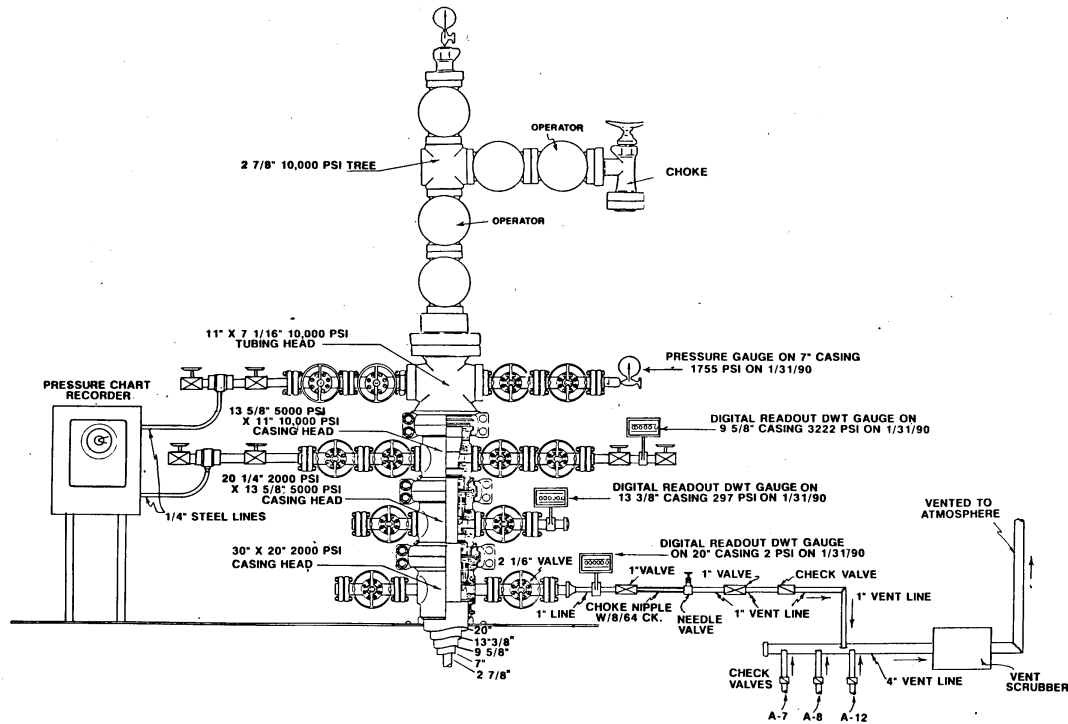 OPERATOR
2 7/8" 10,000 PSI TREE
CHOKE
OPERATOR
11" X 7 1/16" 10,000 PSI
TUBING HEAD
PRESSURE GAUGE ON 7" CASING
1755 PSI ON 1/31/90
PRESSURE CHART
RECORDER
13 5/8" 5000 PSI
X 11" 10,000 PSI
CASING HEAD
DIGITAL READOUT DWT GAUGE ON
9 5/8" CASING 3222 PSI ON 1/31/90
20 1/4" 2000 PSI
X 13 5/8" 5000 PSI
CASING HEAD
DIGITAL READOUT DWT GAUGE ON
13 3/8" CASING 297 PSI ON 1/31/90
1/4" STEEL LINES
VENTED TO
ATMOSPHERE
30" X 20" 2000 PSI
CASING HEAD
DIGITAL READOUT DWT GAUGE
ON 20" CASING 2 PSI ON 1/31/90
2 1/6" VALVE
1" VALVE
1" VALVE
CHECK VALVE
1" LINE
CHOKE NIPPLE
W/8/64 CK.
NEEDLE
VALVE
1" VENT LINE
1" VENT LINE
20"
13"3/8"
9 5/8"
7"
2 7/8"
CHECK
VALVES
4" VENT LINE
VENT
SCRUBBER
A-7
A-8
A-12